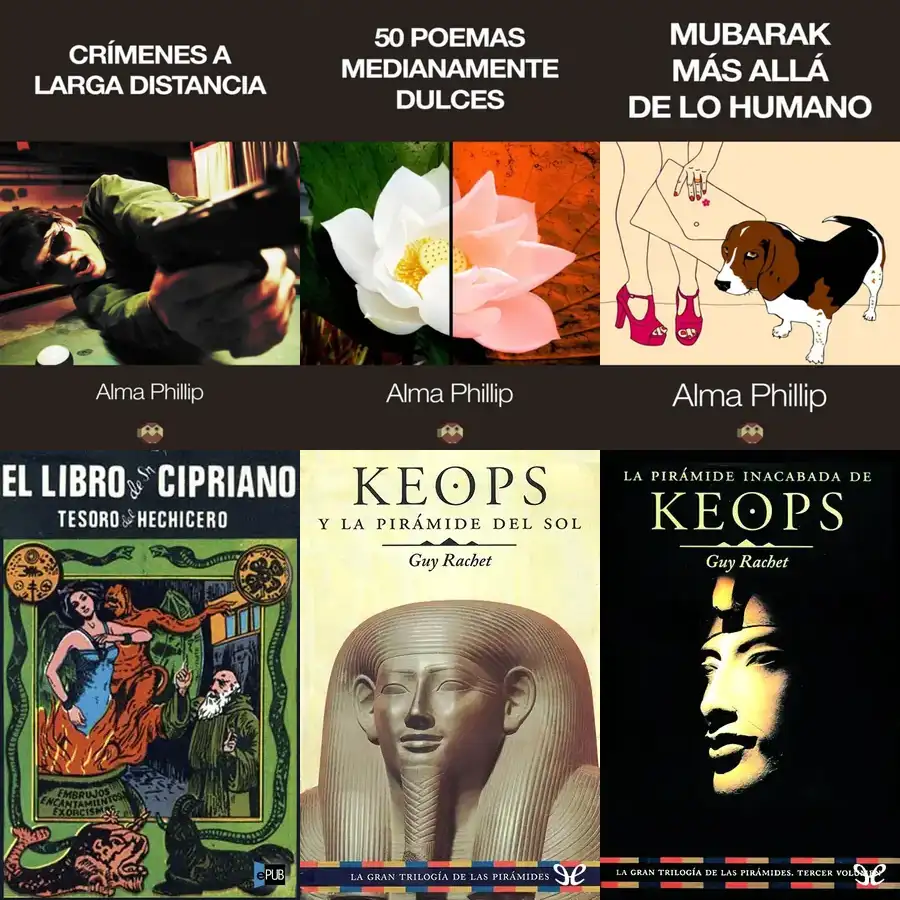 CRÍMENES A
LARGA DISTANCIA
Alma Phillip
50 POEMAS
MEDIANAMENTE
DULCES
Alma Phillip
MUBARAK
MÁS ALLÁ
DE LO HUMANO
Alma Phillip
EL LIBRO de Sn CIPRIANO
TESORO del HECHICERO
EMBRUJOS
ENCANTAMIENTOS
EXORCISMOS
ePUB
KEOPS
Y LA PIRÁMIDE DEL SOL
Guy Rachet
LA GRAN TRILOGÍA DE LAS PIRÁMIDES
LA PIRÁMIDE INACABADA DE
KEOPS
Guy Rachet
LA GRAN TRILOGÍA DE LAS PIRÁMIDES. TERCER VOLUMEN